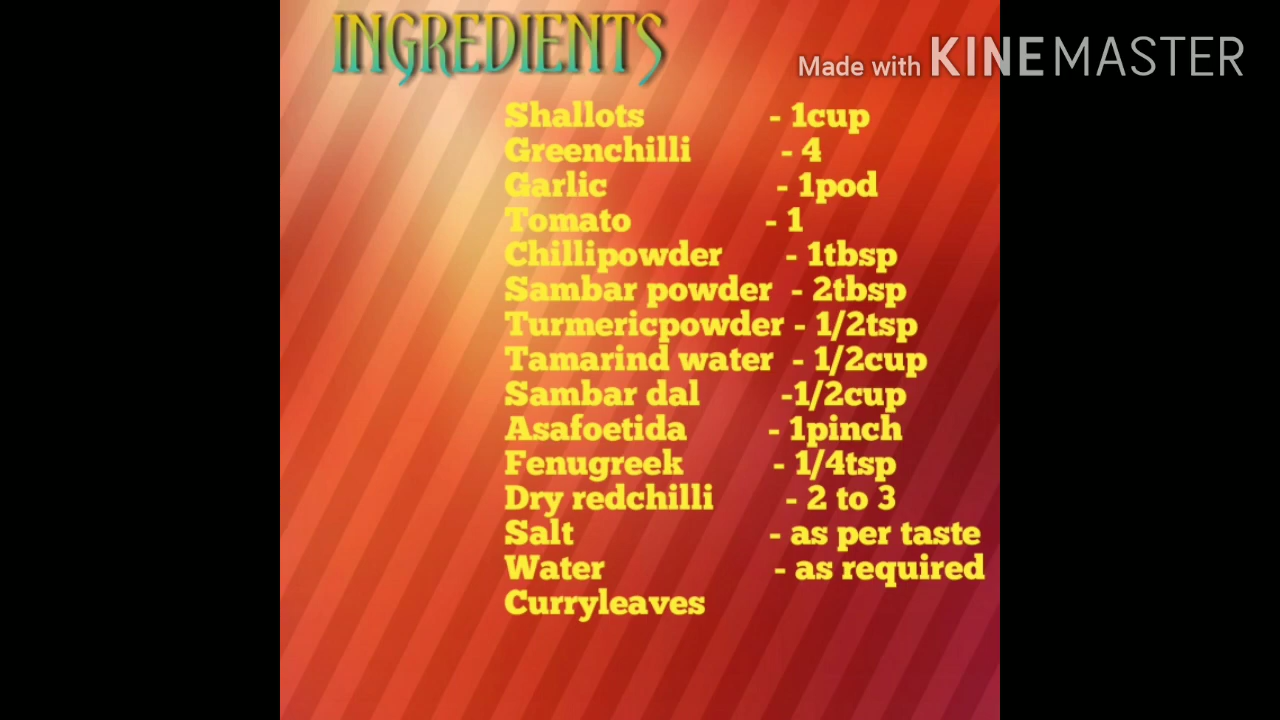 INGREDIENTS
Made with KINEMASTER
Shallots - 1cup
Greenchilli - 4
Garlic - 1pod
Tomato - 1
Chillipowder - 1tbsp
Sambar powder - 2tbsp
Turmericpowder - 1/2tsp
Tamarind water - 1/2cup
Sambar dal -1/2cup
Asafoetida - 1pinch
Fenugreek - 1/4tsp
Dry redchilli - 2 to 3
Salt - as per taste
Water - as required
Curryleaves